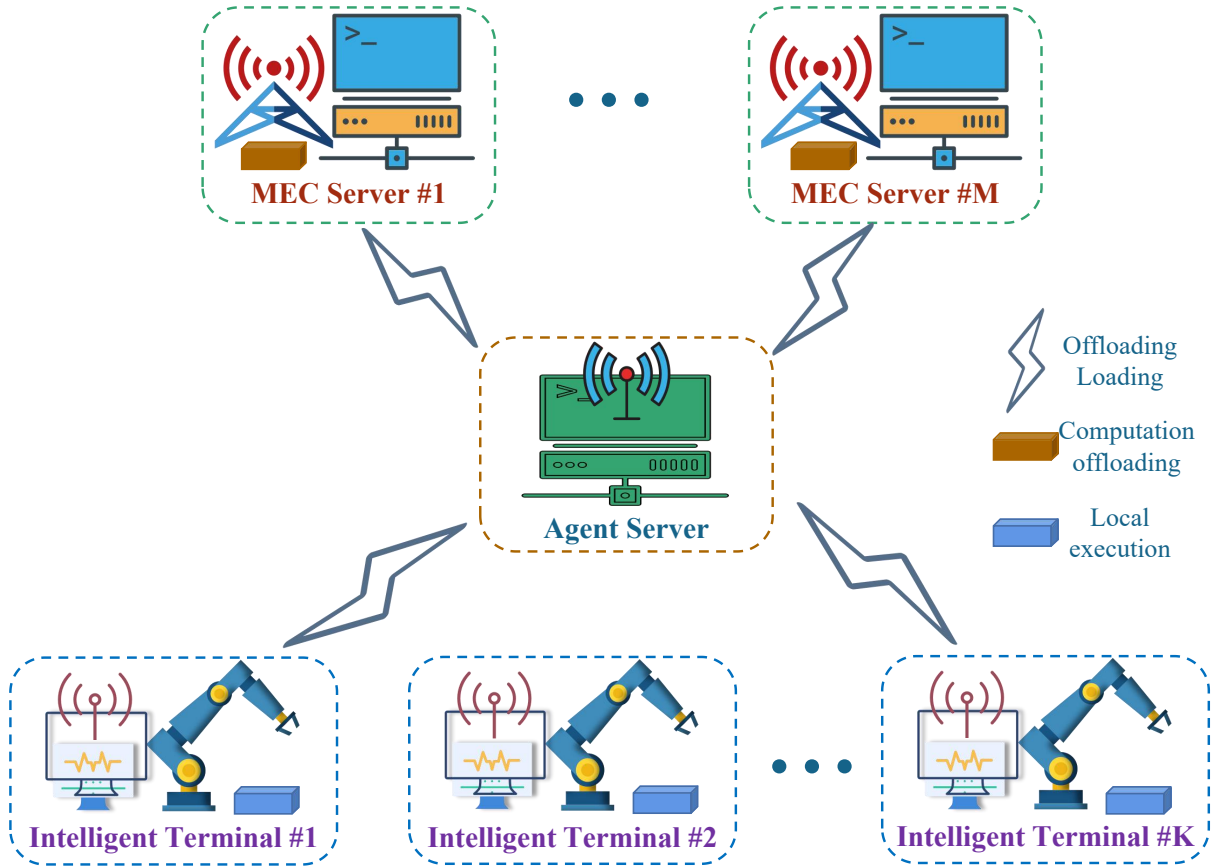 >_
>_
MEC Server #1
MEC Server #M
>_
Agent Server
Offloading
Loading
Computation
offloading
Local
execution
Intelligent Terminal #1
Intelligent Terminal #2
Intelligent Terminal #K